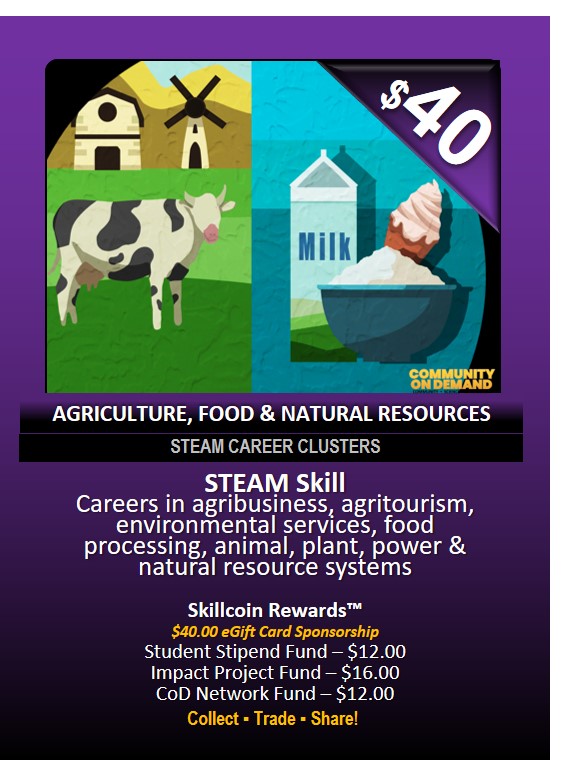 $40
Milk
COMMUNITY
ON DEMAND
AGRICULTURE, FOOD & NATURAL RESOURCES
STEAM CAREER CLUSTERS
STEAM Skill
Careers in agribusiness, agritourism,
environmental services, food
processing, animal, plant, power &
natural resource systems
Skillcoin Rewards™
$40.00 eGift Card Sponsorship
Student Stipend Fund – $12.00
Impact Project Fund – $16.00
CoD Network Fund – $12.00
Collect ▪ Trade ▪ Share!